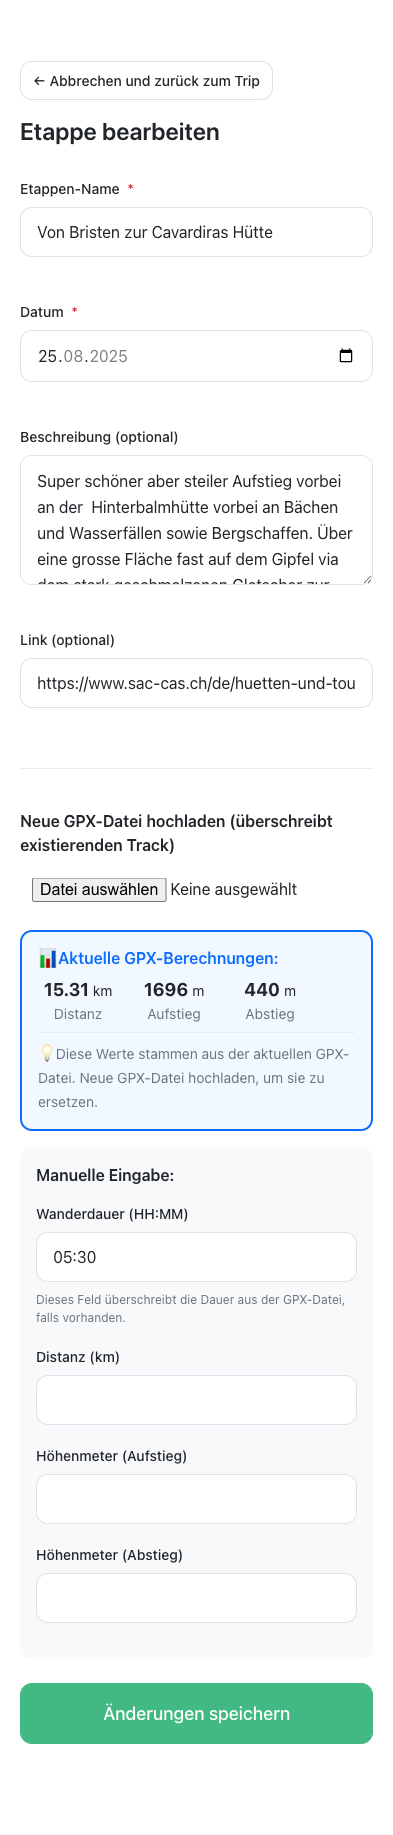 ← Abbrechen und zurück zum Trip
Etappe bearbeiten
Etappen-Name *
Von Bristen zur Cavardiras Hütte
Datum *
25.08.2025
Beschreibung (optional)
Super schöner aber steiler Aufstieg vorbei
an der  Hinterbalmhütte vorbei an Bächen
und Wasserfällen sowie Bergschaffen. Über
eine grosse Fläche fast auf dem Gipfel via
dem stark geschmolzenen Gletscher zur
Link (optional)
https://www.sac-cas.ch/de/huetten-und-tou
Neue GPX-Datei hochladen (überschreibt
existierenden Track)
Datei auswählen Keine ausgewählt
Aktuelle GPX-Berechnungen:
15.31 km 1696 m 440 m
Distanz Aufstieg Abstieg
Diese Werte stammen aus der aktuellen GPX-
Datei. Neue GPX-Datei hochladen, um sie zu
ersetzen.
Manuelle Eingabe:
Wanderdauer (HH:MM)
05:30
Dieses Feld überschreibt die Dauer aus der GPX-Datei,
falls vorhanden.
Distanz (km)
Höhenmeter (Aufstieg)
Höhenmeter (Abstieg)
Änderungen speichern